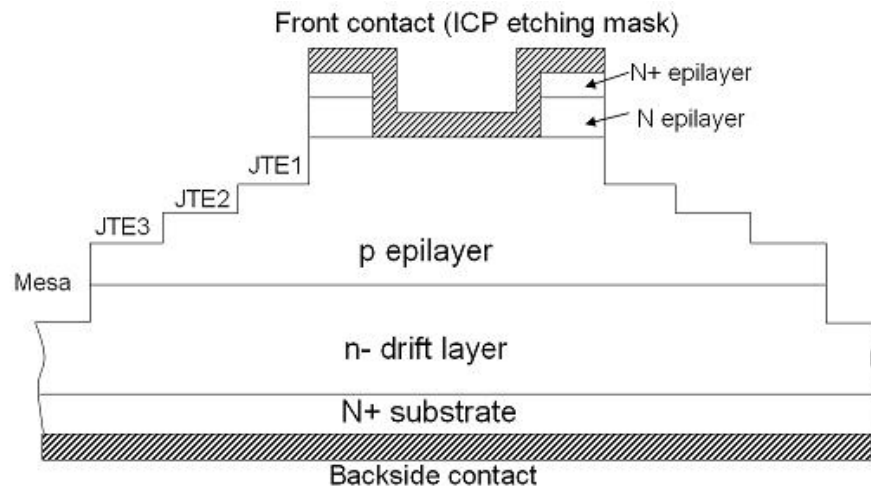 Front contact (ICP etching mask)
N+ epilayer
N epilayer
JTE1
JTE2
JTE3
p epilayer
Mesa
n- drift layer
N+ substrate
Backside contact